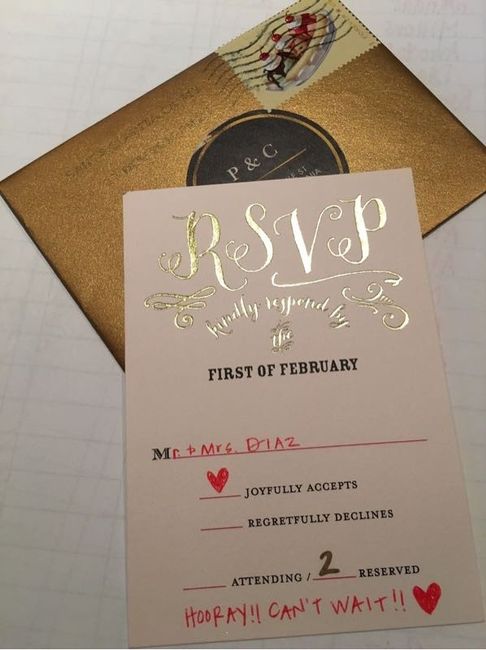 P & C
RSVP
kindly respond by
the
FIRST OF FEBRUARY
Mr. & Mrs. DIAZ
JOYFULLY ACCEPTS
REGRETFULLY DECLINES
ATTENDING / 2 RESERVED
HOORAY!! CAN'T WAIT!!